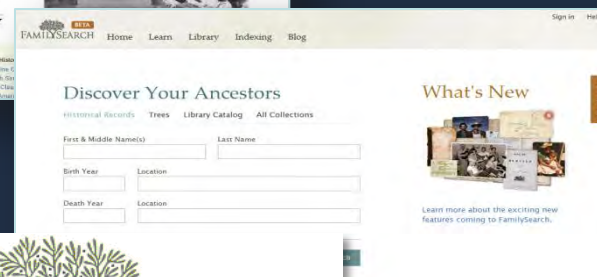 Sign in
BETA
FAMILYSEARCH Home Learn Library Indexing Blog
Discover Your Ancestors
Historical Records Trees Library Catalog All Collections
First & Middle Name(s) Last Name
Birth Year Location
Death Year Location
What's New
Learn more about the exciting new
features coming to FamilySearch.